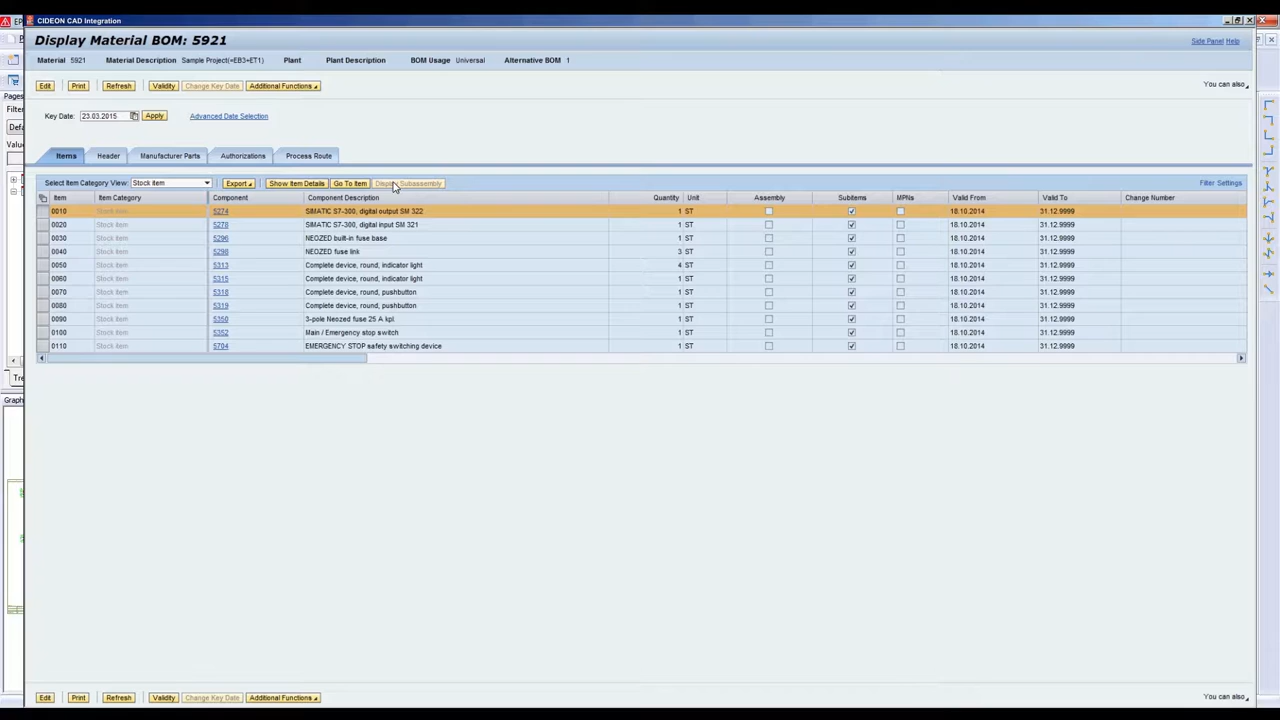 CIDEON CAD Integration
EP
Display Material BOM: 5921
Side Panel Help
Material 5921 Material Description Sample Project(=EB3+ET1) Plant Plant Description BOM Usage Universal Alternative BOM 1
Edit Print Refresh Validity Change Key Date Additional Functions You can also
Pages
Filter
Key Date: 23.03.2015 Apply Advanced Date Selection
Defa
Value
Items Header Manufacturer Parts Authorizations Process Route
Select Item Category View: Stock item Export Show Item Details Go To Item Display Subassembly Filter Settings
Item Item Category Component Component Description Quantity Unit Assembly Subitems MPNs Valid From Valid To Change Number
0010 Stock item 5274 SIMATIC S7-300, digital output SM 322 1 ST 18.10.2014 31.12.9999
0020 Stock item 5278 SIMATIC S7-300, digital input SM 321 1 ST 18.10.2014 31.12.9999
0030 Stock item 5296 NEOZED built-in fuse base 1 ST 18.10.2014 31.12.9999
0040 Stock item 5298 NEOZED fuse link 3 ST 18.10.2014 31.12.9999
0050 Stock item 5313 Complete device, round, indicator light 4 ST 18.10.2014 31.12.9999
0060 Stock item 5315 Complete device, round, indicator light 1 ST 18.10.2014 31.12.9999
0070 Stock item 5318 Complete device, round, pushbutton 1 ST 18.10.2014 31.12.9999
0080 Stock item 5319 Complete device, round, pushbutton 1 ST 18.10.2014 31.12.9999
0090 Stock item 5350 3-pole Neozed fuse 25 A kpl. 1 ST 18.10.2014 31.12.9999
0100 Stock item 5352 Main / Emergency stop switch 1 ST 18.10.2014 31.12.9999
0110 Stock item 5704 EMERGENCY STOP safety switching device 1 ST 18.10.2014 31.12.9999
Tre
Graph
Edit Print Refresh Validity Change Key Date Additional Functions You can also